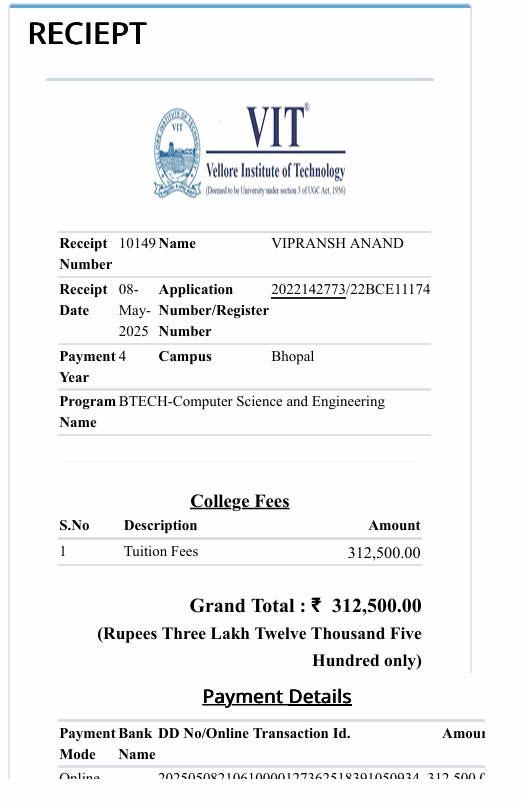 RECIEPT
VIT
VIT®
Vellore Institute of Technology
(Deemed to be University under section 3 of UGC Act, 1956)
Receipt 10149 Name VIPRANSH ANAND
Number
Receipt 08- Application 2022142773/22BCE11174
Date May- Number/Register
2025 Number
Payment 4 Campus Bhopal
Year
Program BTECH-Computer Science and Engineering
Name
College Fees
S.No Description Amount
1 Tuition Fees 312,500.00
Grand Total : ₹ 312,500.00
(Rupees Three Lakh Twelve Thousand Five
Hundred only)
Payment Details
Payment Bank DD No/Online Transaction Id. Amoun
Mode Name
Online 20250508210610000127362518391050934 312,500.0